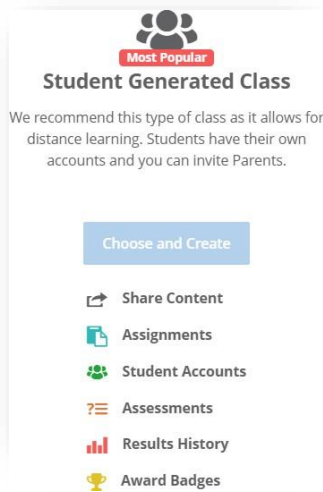 Most Popular
Student Generated Class
We recommend this type of class as it allows for
distance learning. Students have their own
accounts and you can invite Parents.
Choose and Create
Share Content
Assignments
Student Accounts
Assessments
Results History
Award Badges